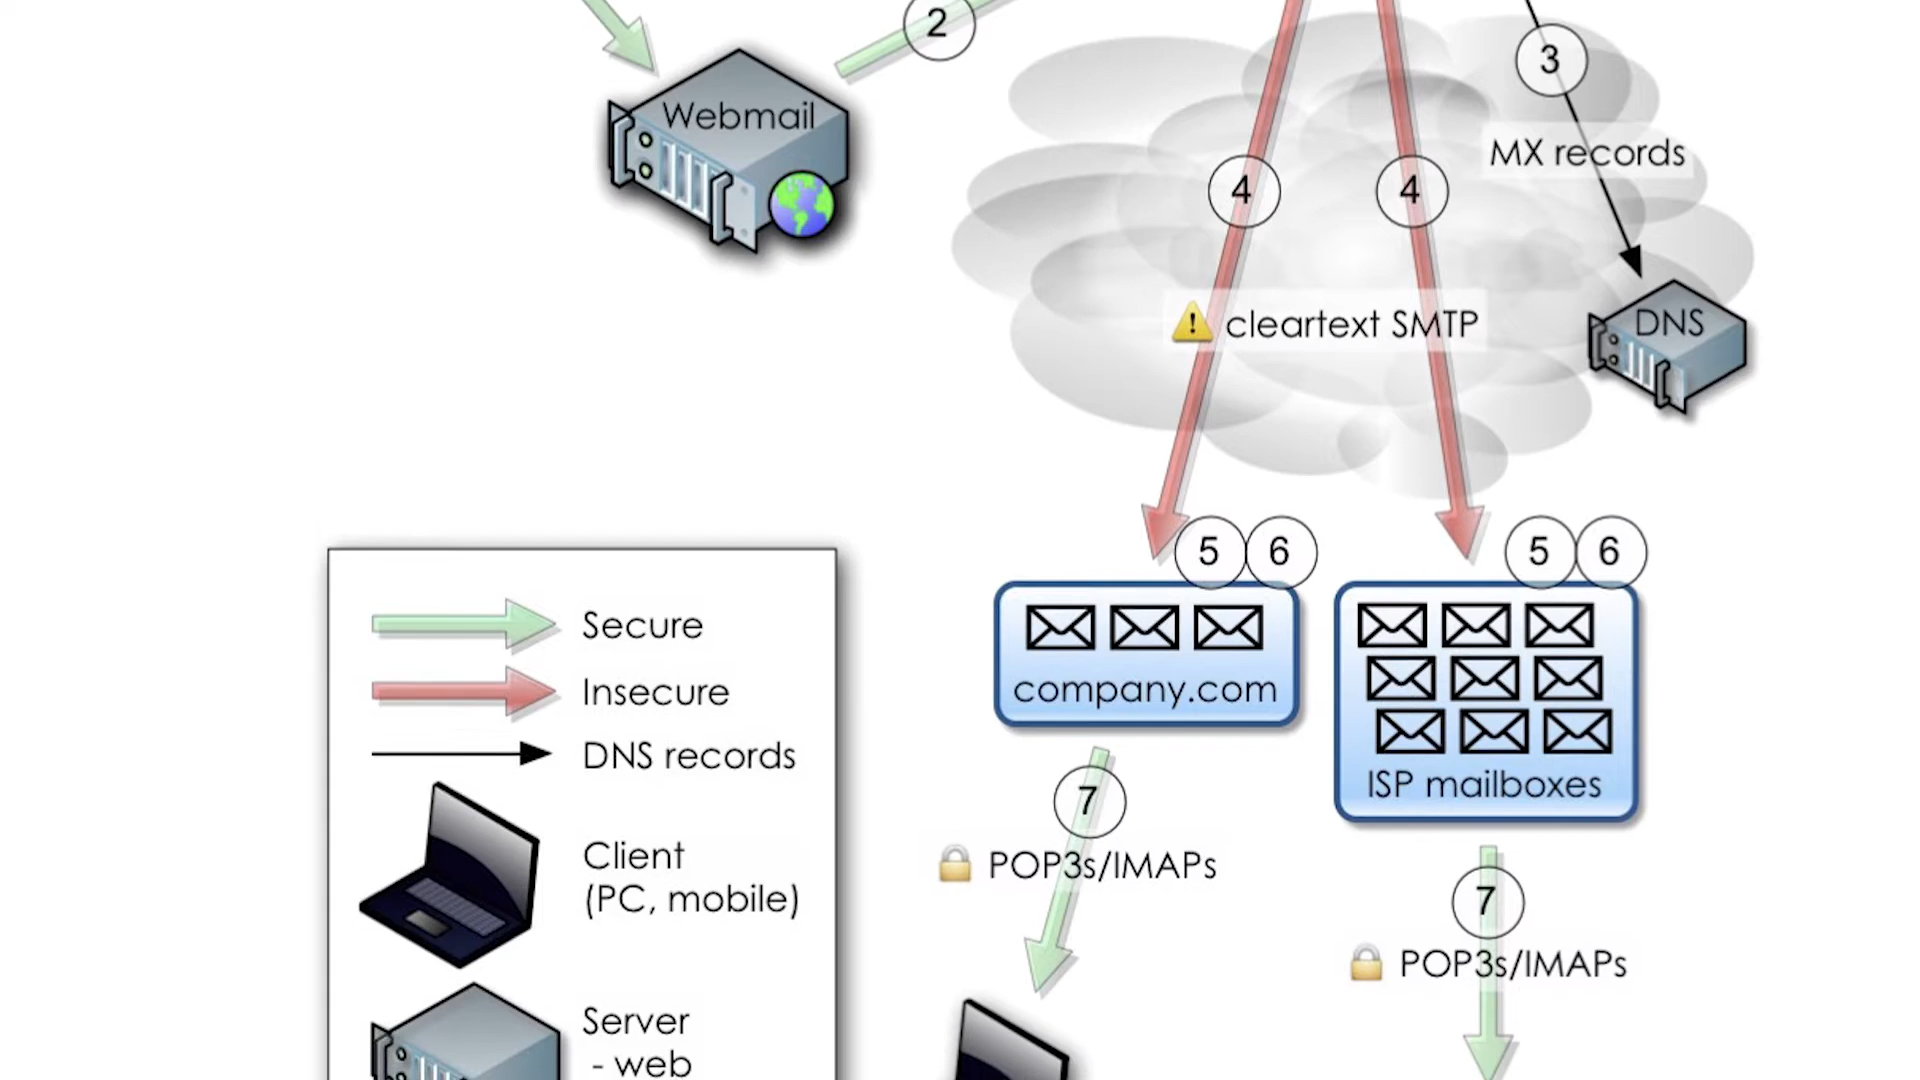 2
3
Webmail
MX records
4
4
cleartext SMTP
DNS
5
6
5
6
company.com
ISP mailboxes
7
POP3s/IMAPs
7
POP3s/IMAPs
Secure
Insecure
DNS records
Client
(PC, mobile)
Server
- web